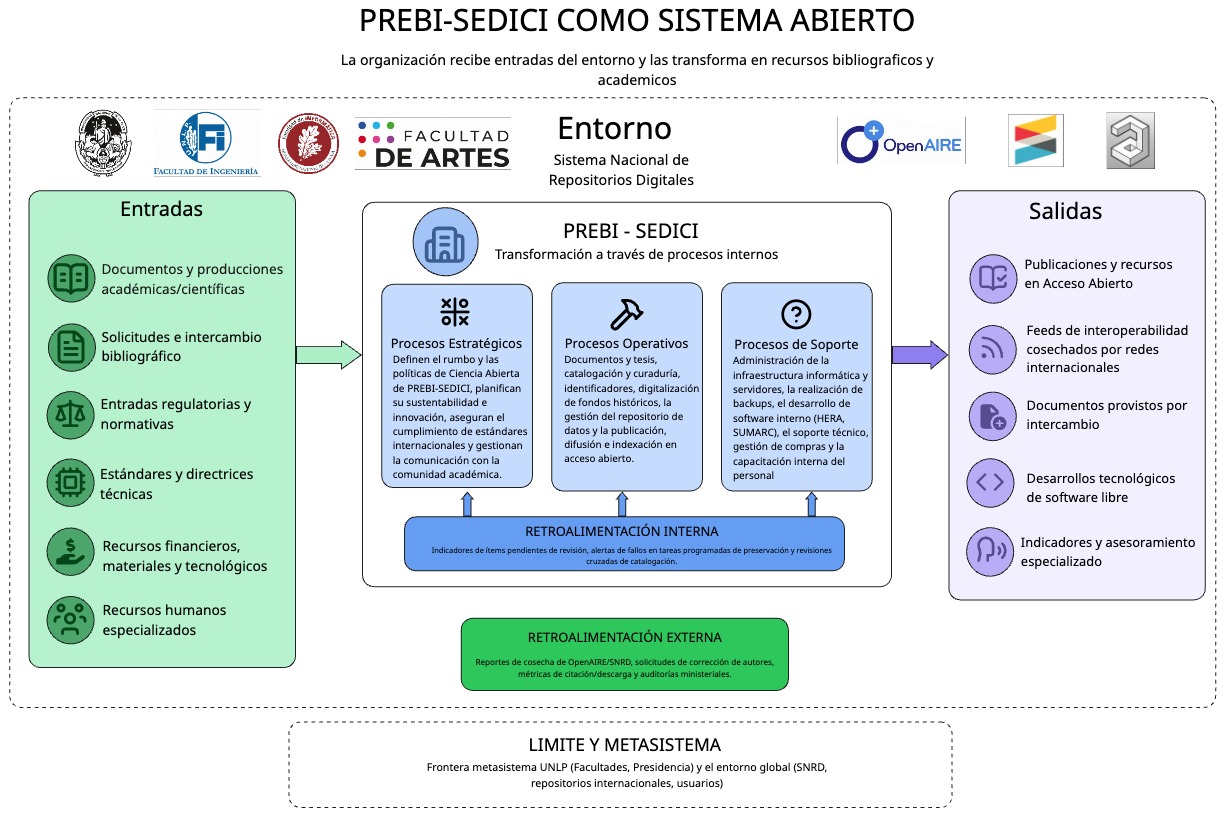 PREBI-SEDICI COMO SISTEMA ABIERTO
La organización recibe entradas del entorno y las transforma en recursos bibliograficos y
academicos
Fi
FACULTAD DE INGENIERÍA
FACULTAD
DE ARTES
Entorno
Sistema Nacional de
Repositorios Digitales
OpenAIRE
Entradas
Documentos y producciones
académicas/científicas
Solicitudes e intercambio
bibliográfico
Entradas regulatorias y
normativas
Estándares y directrices
técnicas
Recursos financieros,
materiales y tecnológicos
Recursos humanos
especializados
PREBI - SEDICI
Transformación a través de procesos internos
Procesos Estratégicos
Definen el rumbo y las
políticas de Ciencia Abierta
de PREBI-SEDICI, planifican
su sustentabilidad e
innovación, aseguran el
cumplimiento de estándares
internacionales y gestionan
la comunicación con la
comunidad académica.
Procesos Operativos
Documentos y tesis,
catalogación y curaduría,
identificadores, digitalización
de fondos históricos, la
gestión del repositorio de
datos y la publicación,
difusión e indexación en
acceso abierto.
Procesos de Soporte
Administración de la
infraestructura informática y
servidores, la realización de
backups, el desarrollo de
software interno (HERA,
SUMARC), el soporte técnico,
gestión de compras y la
capacitación interna del
personal
RETROALIMENTACIÓN INTERNA
Indicadores de ítems pendientes de revisión, alertas de fallos en tareas programadas de preservación y revisiones
cruzadas de catalogación.
Salidas
Publicaciones y recursos
en Acceso Abierto
Feeds de interoperabilidad
cosechados por redes
internacionales
Documentos provistos por
intercambio
Desarrollos tecnológicos
de software libre
Indicadores y asesoramiento
especializado
RETROALIMENTACIÓN EXTERNA
Reportes de cosecha de OpenAIRE/SNRD, solicitudes de corrección de autores,
métricas de citación/descarga y auditorías ministeriales.
LIMITE Y METASISTEMA
Frontera metasistema UNLP (Facultades, Presidencia) y el entorno global (SNRD,
repositorios internacionales, usuarios)